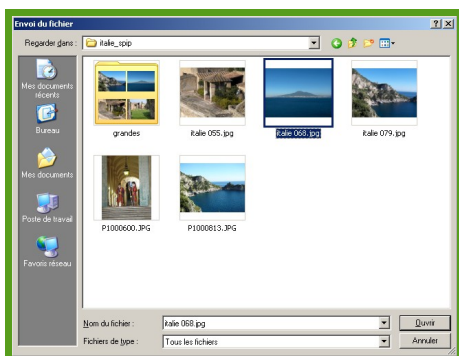 Envoi du fichier
Regarder dans :
italie_spip
Mes documents
récents
Bureau
Mes documents
Poste de travail
Favoris réseau
grandes
italie 055.jpg
italie 068.jpg
italie 079.jpg
P1000600.JPG
P1000813.JPG
Nom du fichier :
italie 068.jpg
Ouvrir
Fichiers de type :
Tous les fichiers
Annuler